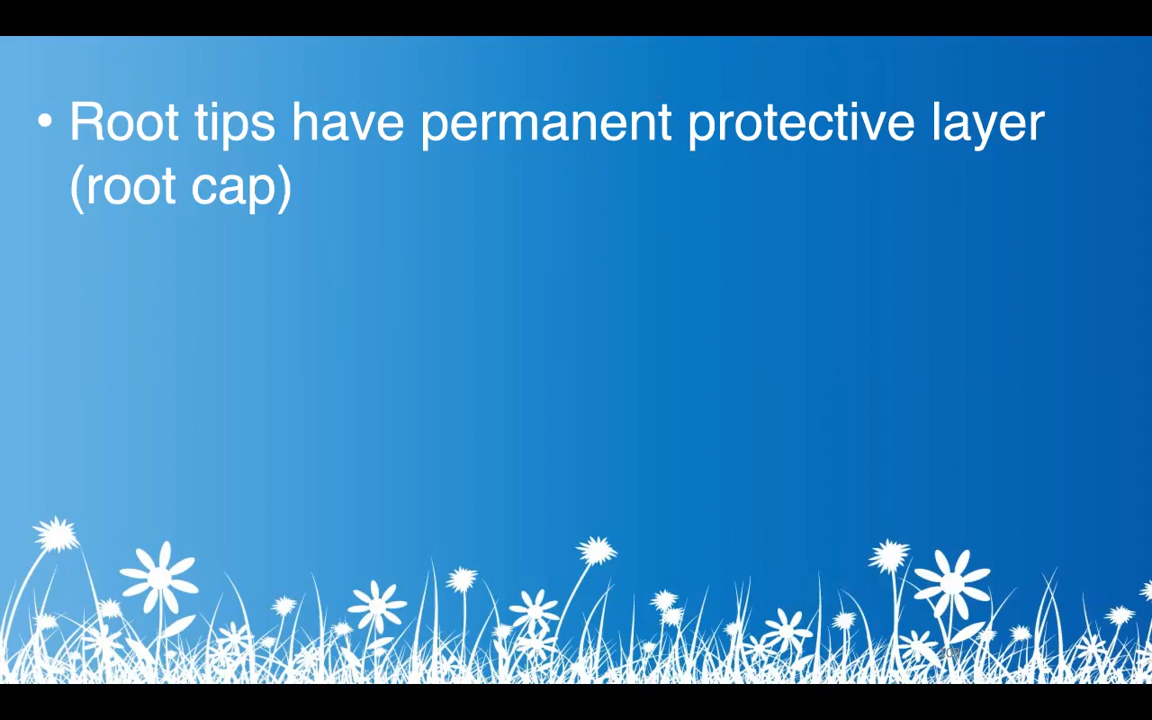 • Root tips have permanent protective layer
(root cap)